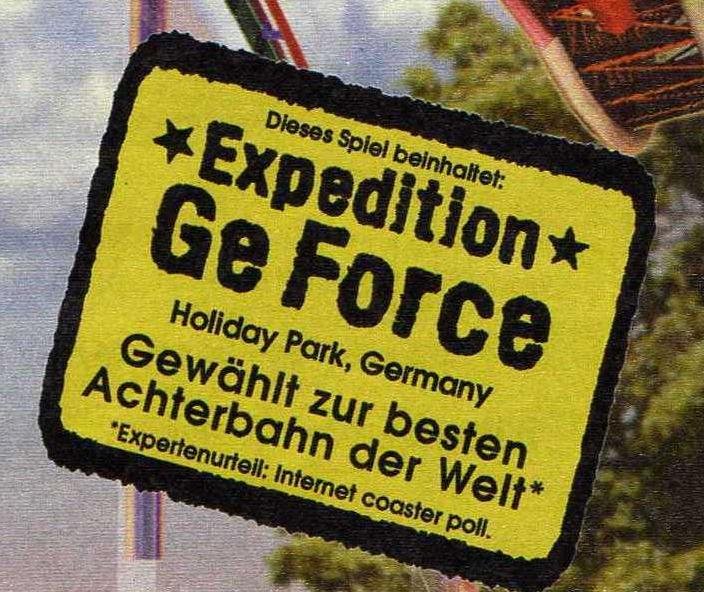 Dieses Spiel beinhaltet:
★Expedition★
Ge Force
Holiday Park, Germany
Gewählt zur besten
Achterbahn der Welt*
*Expertenurteil: Internet coaster poll.